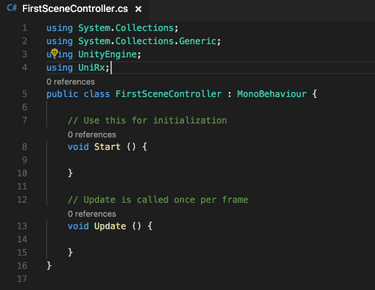 C# FirstSceneController.cs ×
1 using System.Collections;
2 using System.Collections.Generic;
3 using UnityEngine;
4 using UniRx;
0 references
5 public class FirstSceneController : MonoBehaviour {
6
7 // Use this for initialization
0 references
8 void Start () {
9
10 }
11
12 // Update is called once per frame
0 references
13 void Update () {
14
15 }
16 }
17